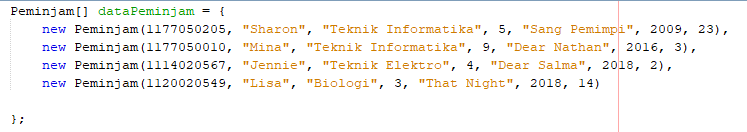 Peminjam[] dataPeminjam = {
new Peminjam(1177050205, "Sharon", "Teknik Informatika", 5, "Sang Pemimpi", 2009, 23),
new Peminjam(1177050010, "Mina", "Teknik Informatika", 9, "Dear Nathan", 2016, 3),
new Peminjam(1114020567, "Jennie", "Teknik Elektro", 4, "Dear Salma", 2018, 2),
new Peminjam(1120020549, "Lisa", "Biologi", 3, "That Night", 2018, 14)
};